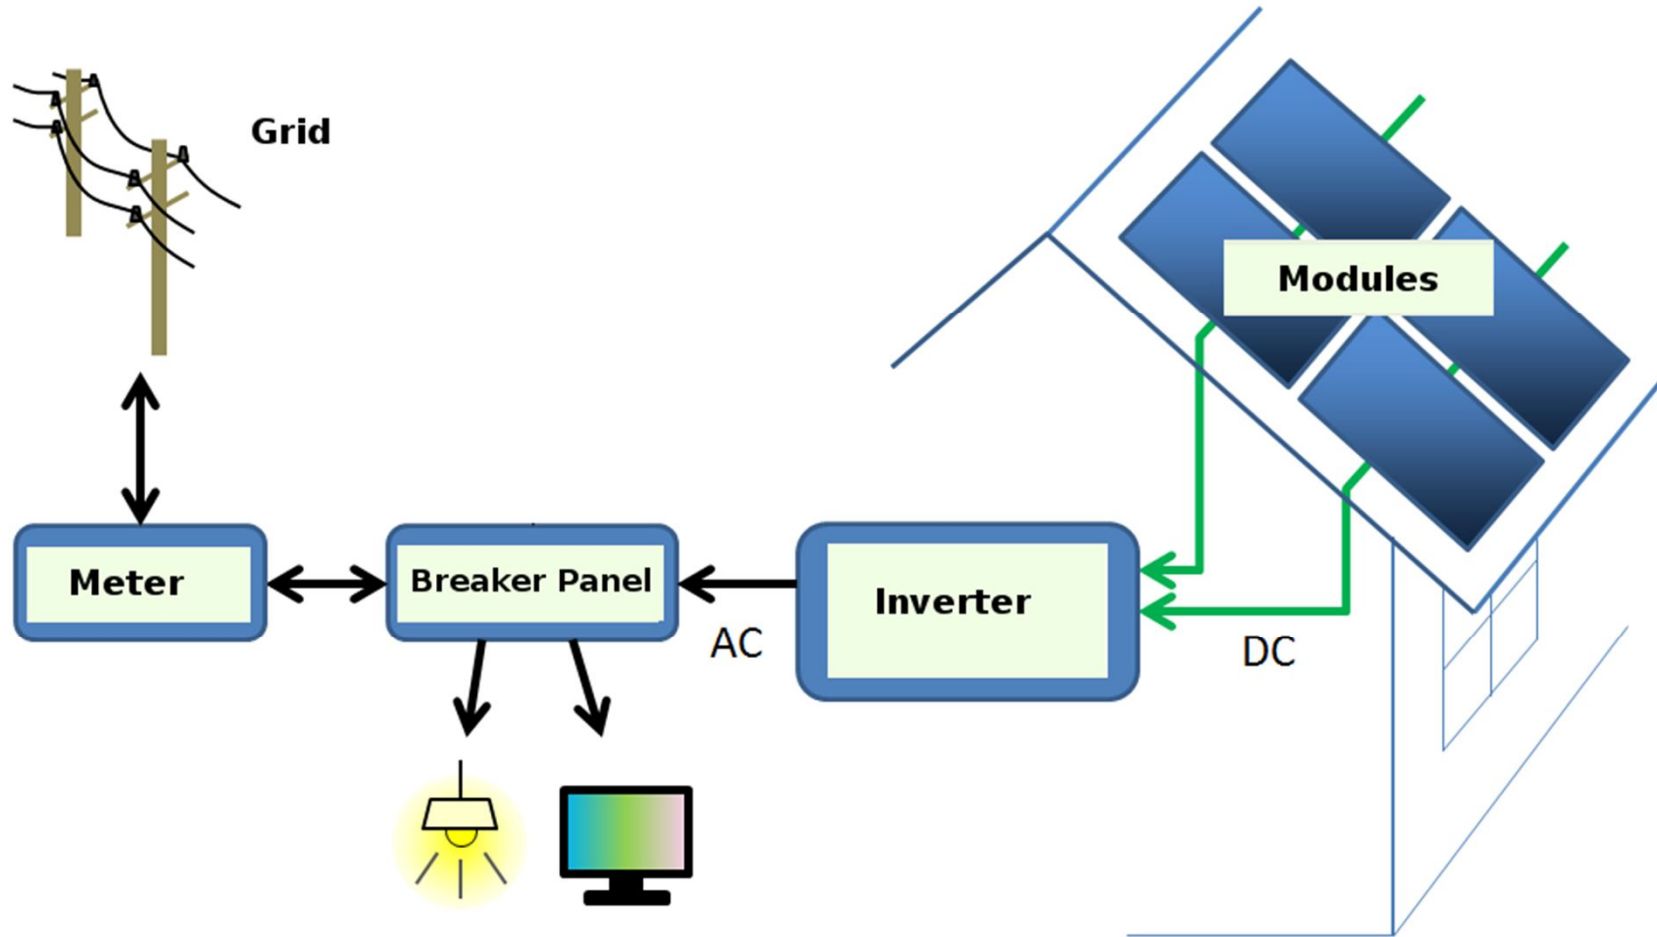 Grid
Modules
Meter
Breaker Panel
Inverter
AC
DC